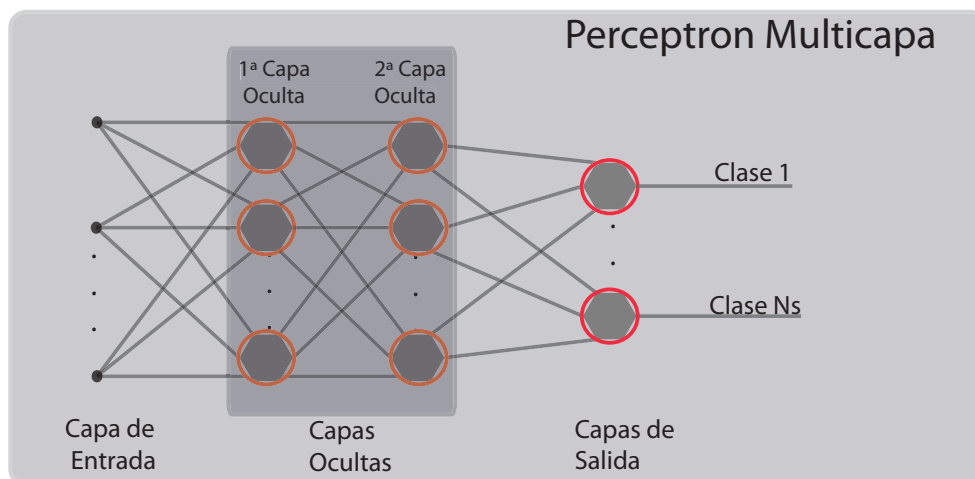 Perceptron Multicapa
1ª Capa
Oculta
2ª Capa
Oculta
Clase 1
Clase Ns
Capa de
Entrada
Capas
Ocultas
Capas de
Salida